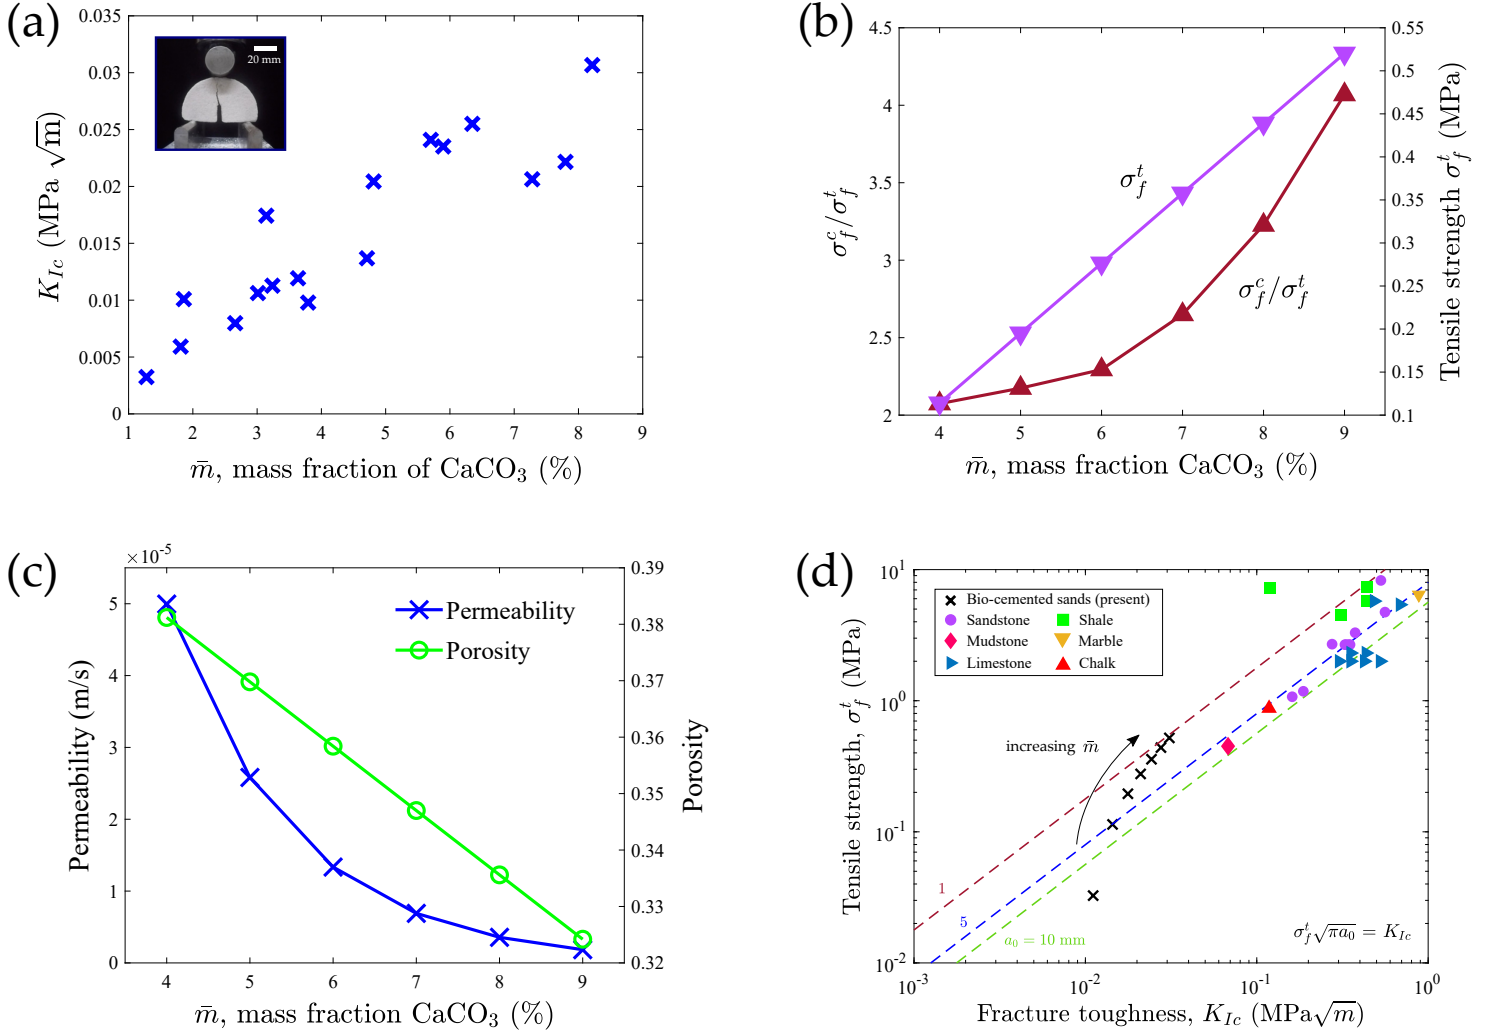 (a)
0.035
0.03
0.025
0.02
0.015
0.01
0.005
0
K_{Ic} (MPa √m)
20 mm
1 2 3 4 5 6 7 8 9
m̄, mass fraction of CaCO₃ (%)
(b)
4.5
4
3.5
3
2.5
2
σ_f^c/σ_f^t
σ_f^t
σ_f^c/σ_f^t
0.55
0.5
0.45
0.4
0.35
0.3
0.25
0.2
0.15
0.1
Tensile strength σ_f^t (MPa)
4 5 6 7 8 9
m̄, mass fraction CaCO₃ (%)
(c)
×10⁻⁵
5
4
3
2
1
0
Permeability (m/s)
Permeability
Porosity
0.39
0.38
0.37
0.36
0.35
0.34
0.33
0.32
Porosity
4 5 6 7 8 9
m̄, mass fraction CaCO₃ (%)
(d)
10¹
10⁰
10⁻¹
10⁻²
Tensile strength, σ_f^t (MPa)
Bio-cemented sands (present)
Sandstone Shale
Mudstone Marble
Limestone Chalk
increasing m̄
1
5
a₀ = 10 mm
σ_f^t√πa₀ = K_{Ic}
10⁻³ 10⁻² 10⁻¹ 10⁰
Fracture toughness, K_{Ic} (MPa√m)